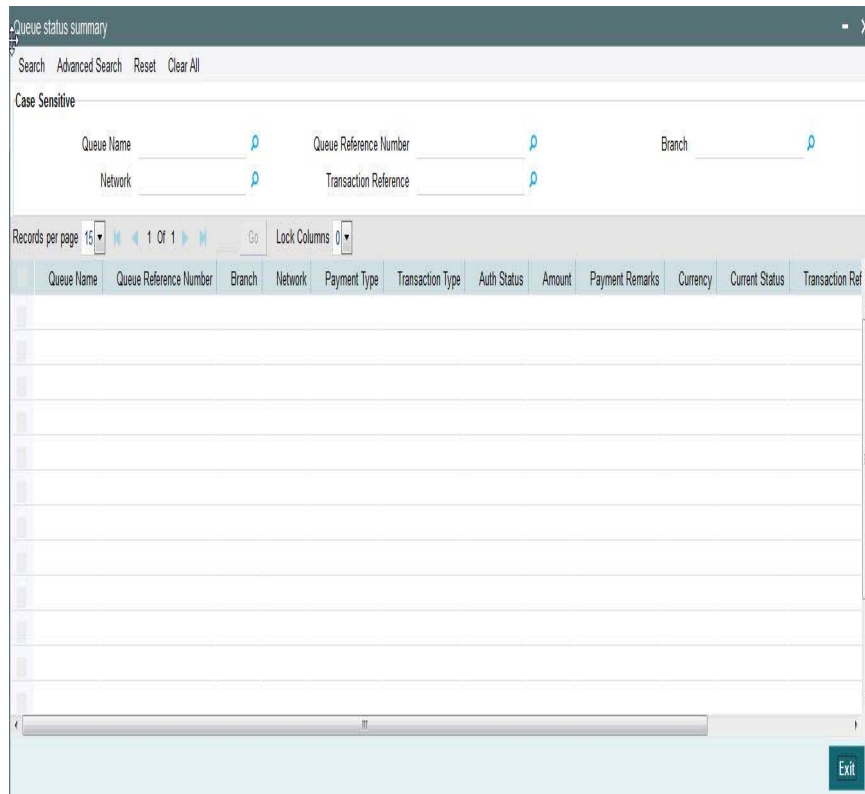 Queue status summary
Search Advanced Search Reset Clear All
Case Sensitive
Queue Name Queue Reference Number Branch
Network Transaction Reference
Records per page 15 1 Of 1 Go Lock Columns 0
Queue Name Queue Reference Number Branch Network Payment Type Transaction Type Auth Status Amount Payment Remarks Currency Current Status Transaction Ref
Exit